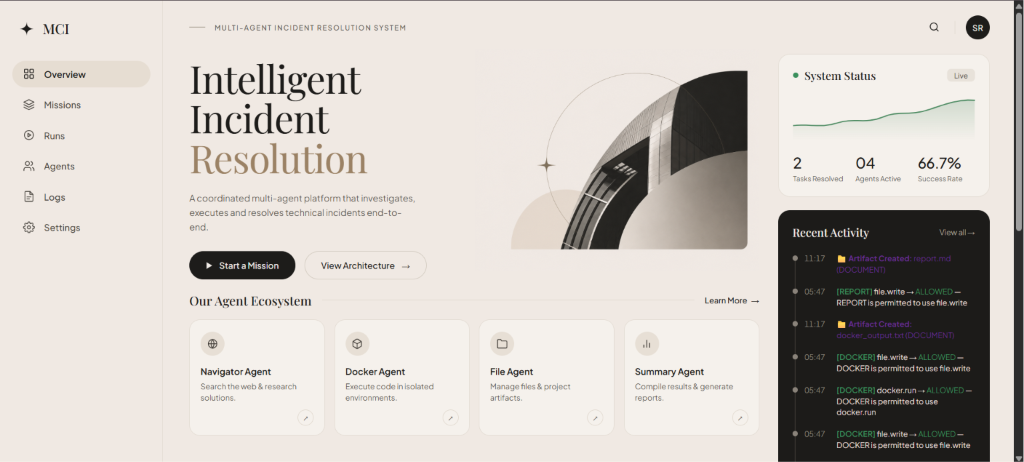 MCI
Overview
Missions
Runs
Agents
Logs
Settings
MULTI-AGENT INCIDENT RESOLUTION SYSTEM
SR
Intelligent
Incident
Resolution
A coordinated multi-agent platform that investigates,
executes and resolves technical incidents end-to-
end.
Start a Mission
View Architecture →
System Status
Live
2
Tasks Resolved
04
Agents Active
66.7%
Success Rate
Our Agent Ecosystem
Learn More →
Navigator Agent
Search the web & research
solutions.
Docker Agent
Execute code in isolated
environments.
File Agent
Manage files & project
artifacts.
Summary Agent
Compile results & generate
reports.
Recent Activity
View all →
11:17
Artifact Created: report.md
(DOCUMENT)
05:47
[REPORT] file.write → ALLOWED —
REPORT is permitted to use file.write
11:17
Artifact Created:
docker_output.txt (DOCUMENT)
05:47
[DOCKER] file.write → ALLOWED —
DOCKER is permitted to use file.write
05:47
[DOCKER] docker.run → ALLOWED —
DOCKER is permitted to use
docker.run
05:47
[DOCKER] file.write → ALLOWED —
DOCKER is permitted to use file.write